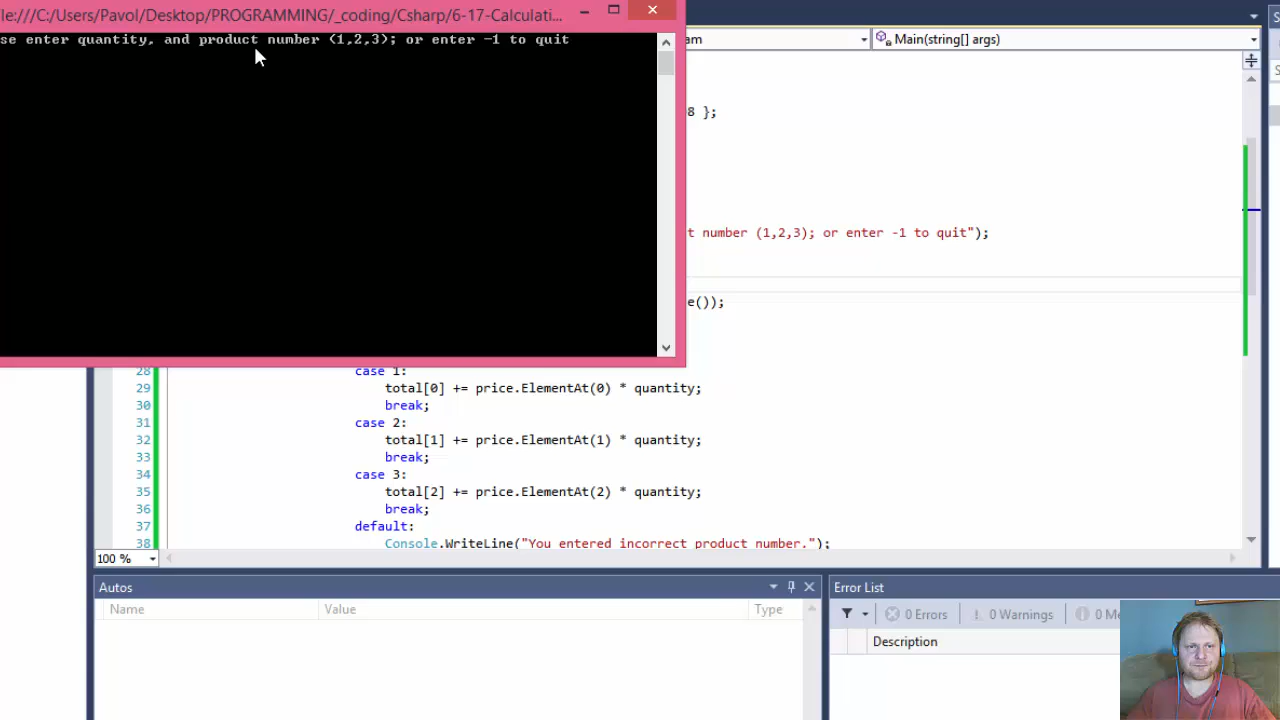 le:///C:/Users/Pavol/Desktop/PROGRAMMING/_coding/Csharp/6-17-Calculati...
se enter quantity, and product number (1,2,3); or enter -1 to quit
am
Main(string[] args)
8 };
t number (1,2,3); or enter -1 to quit");
e());
28 case 1:
29 total[0] += price.ElementAt(0) * quantity;
30 break;
31 case 2:
32 total[1] += price.ElementAt(1) * quantity;
33 break;
34 case 3:
35 total[2] += price.ElementAt(2) * quantity;
36 break;
37 default:
38 Console.WriteLine("You entered incorrect product number.");
100 %
Autos
Name Value Type
Error List
0 Errors 0 Warnings 0 Me
Description